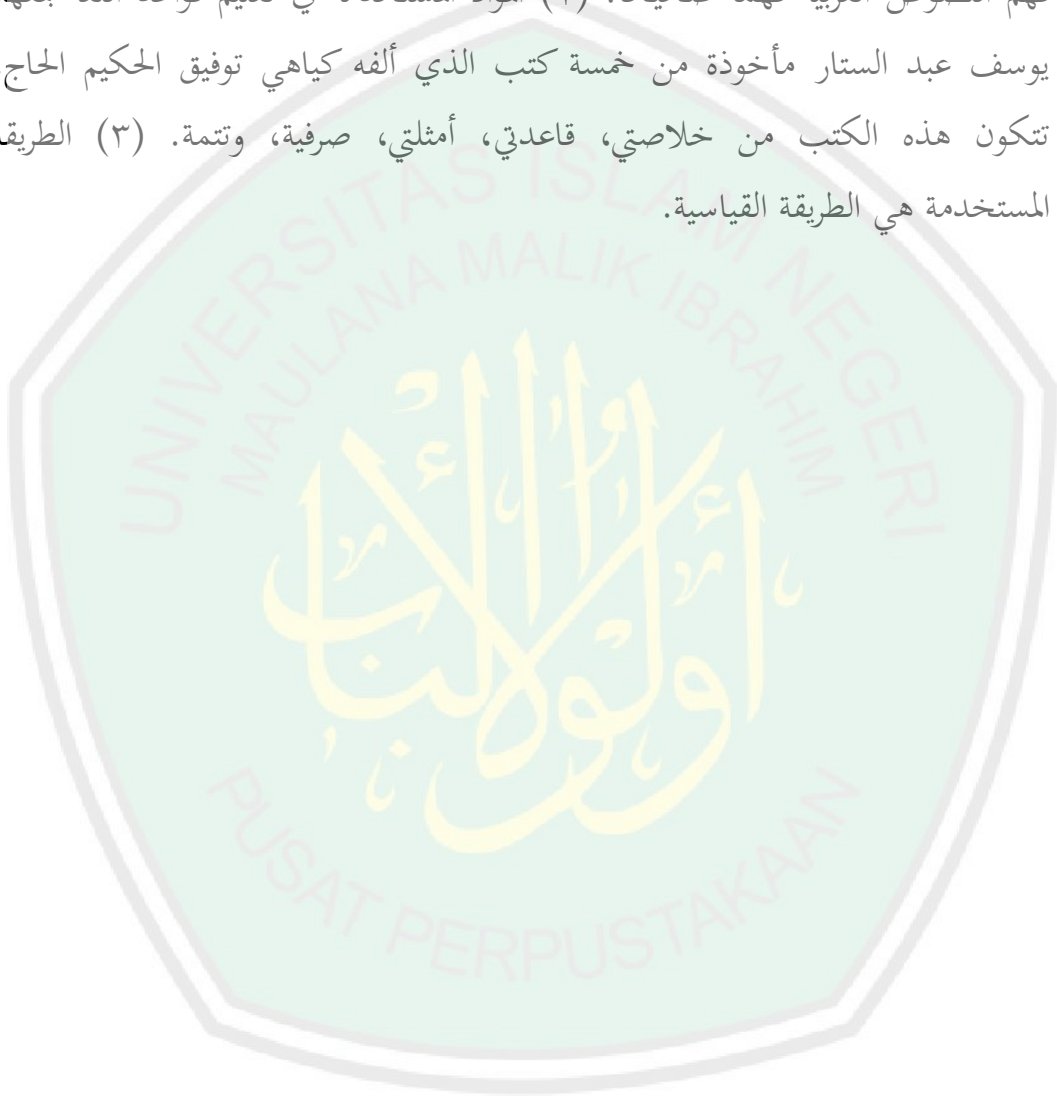 فهم النصوص العربية فهما صحيحا. (٢) المواد المستخدمة في تعليم قواعد اللغة بمعهد
يوسف عبد الستار مأخوذة من خمسة كتب الذي ألفه كياهي توفيق الحكيم الحاج،
تتكون هذه الكتب من خلاصتي، قاعدتي، أمثلتي، صرفية، وتتمة. (٣) الطريقة
المستخدمة هي الطريقة القياسية.
UNIVERSITAS ISLAM NEGERI
MAULANA MALIK IBRAHIM
PUSAT PERPUSTAKAAN